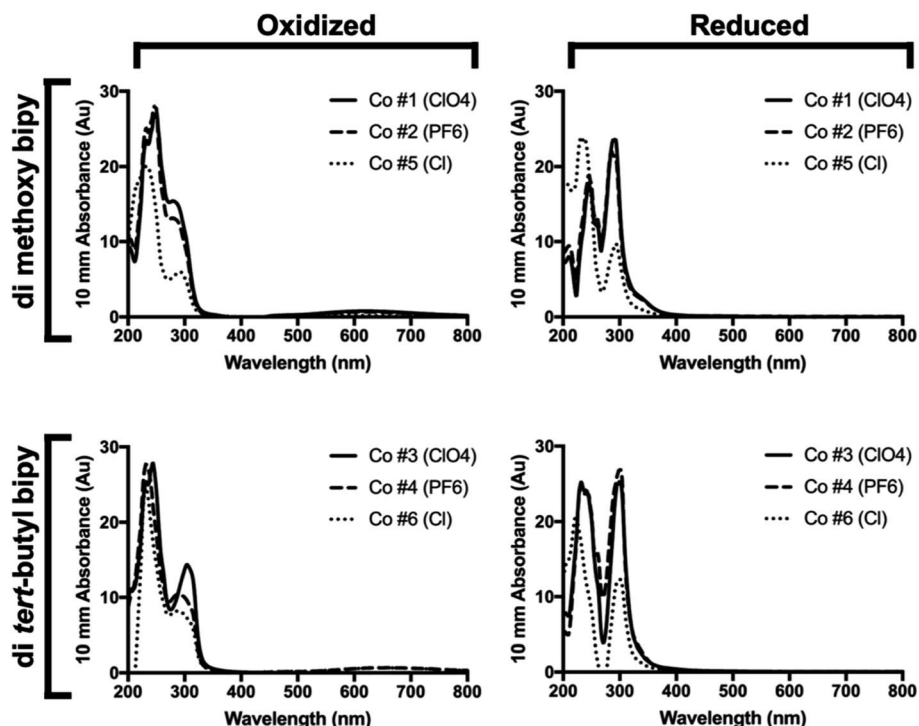 Oxidized
Reduced
di methoxy bipy
10 mm Absorbance (Au)
30
20
10
0
Co #1 (ClO4)
Co #2 (PF6)
Co #5 (Cl)
200 300 400 500 600 700 800
Wavelength (nm)
10 mm Absorbance (Au)
30
20
10
0
Co #1 (ClO4)
Co #2 (PF6)
Co #5 (Cl)
200 300 400 500 600 700 800
Wavelength (nm)
di tert-butyl bipy
10 mm Absorbance (Au)
30
20
10
0
Co #3 (ClO4)
Co #4 (PF6)
Co #6 (Cl)
200 300 400 500 600 700 800
Wavelength (nm)
10 mm Absorbance (Au)
30
20
10
0
Co #3 (ClO4)
Co #4 (PF6)
Co #6 (Cl)
200 300 400 500 600 700 800
Wavelength (nm)